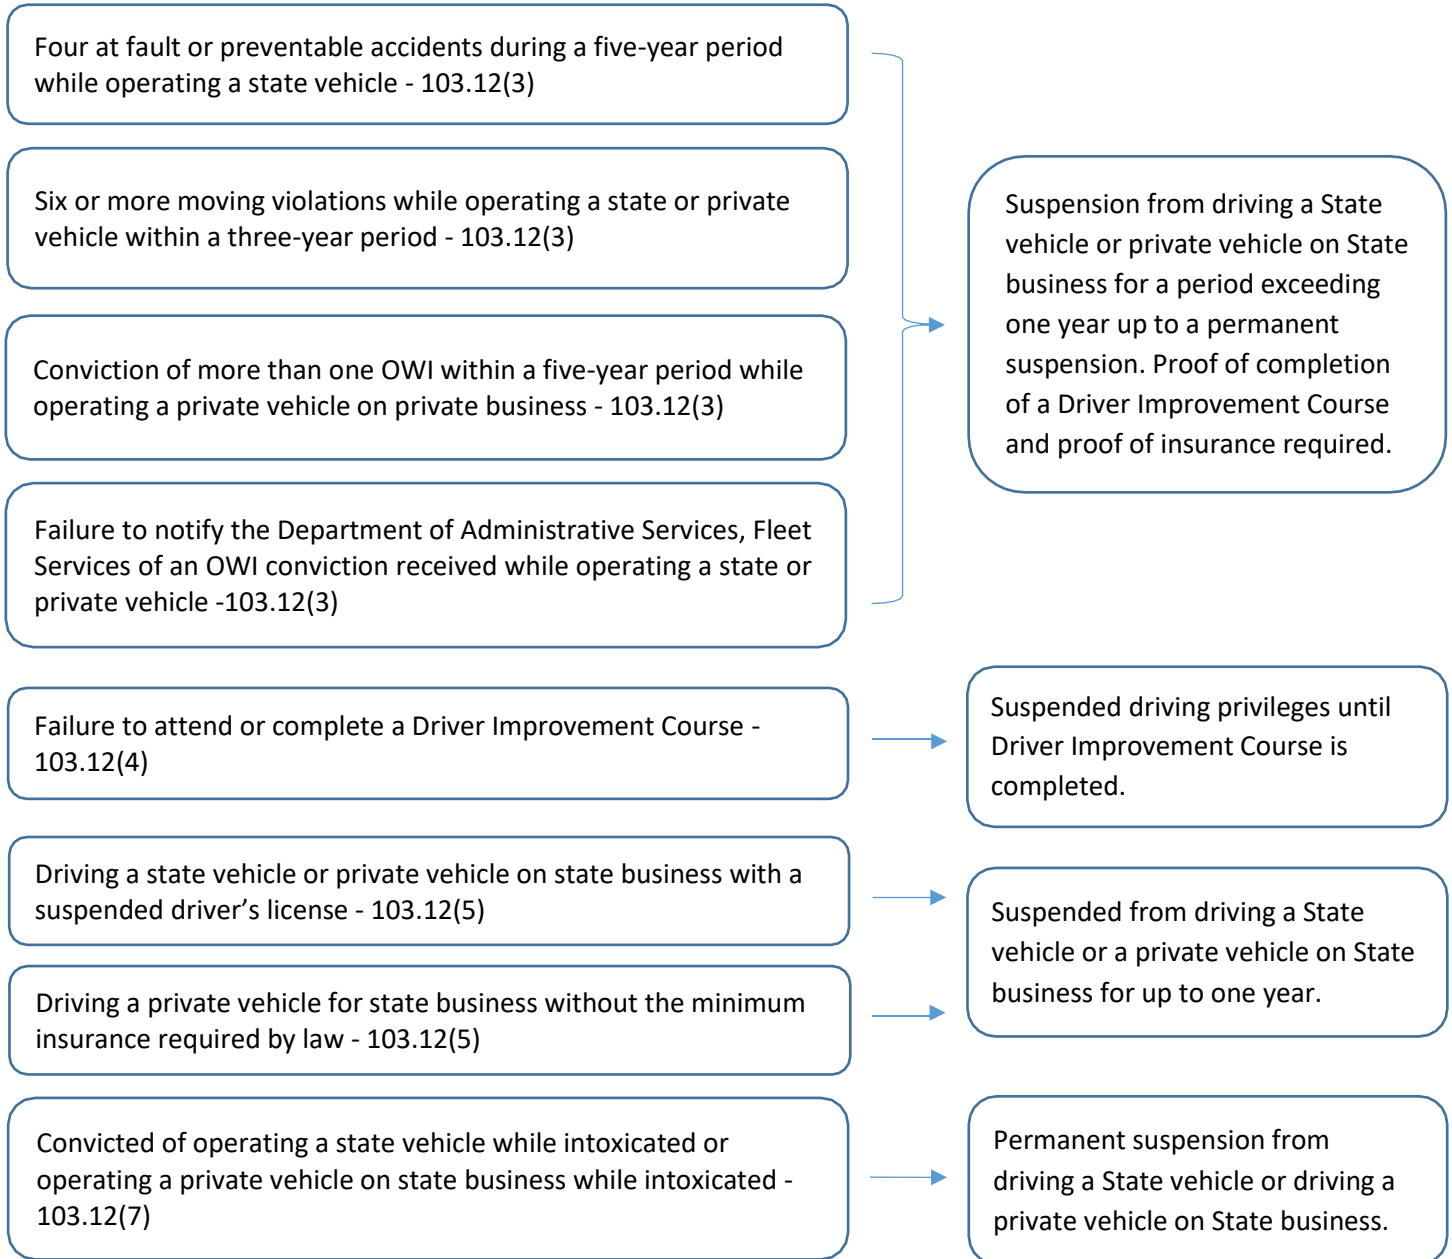 Four at fault or preventable accidents during a five-year period
while operating a state vehicle - 103.12(3)
Six or more moving violations while operating a state or private
vehicle within a three-year period - 103.12(3)
Conviction of more than one OWI within a five-year period while
operating a private vehicle on private business - 103.12(3)
Failure to notify the Department of Administrative Services, Fleet
Services of an OWI conviction received while operating a state or
private vehicle -103.12(3)
Suspension from driving a State
vehicle or private vehicle on State
business for a period exceeding
one year up to a permanent
suspension. Proof of completion
of a Driver Improvement Course
and proof of insurance required.
Failure to attend or complete a Driver Improvement Course -
103.12(4)
Suspended driving privileges until
Driver Improvement Course is
completed.
Driving a state vehicle or private vehicle on state business with a
suspended driver’s license - 103.12(5)
Driving a private vehicle for state business without the minimum
insurance required by law - 103.12(5)
Suspended from driving a State
vehicle or a private vehicle on State
business for up to one year.
Convicted of operating a state vehicle while intoxicated or
operating a private vehicle on state business while intoxicated -
103.12(7)
Permanent suspension from
driving a State vehicle or driving a
private vehicle on State business.